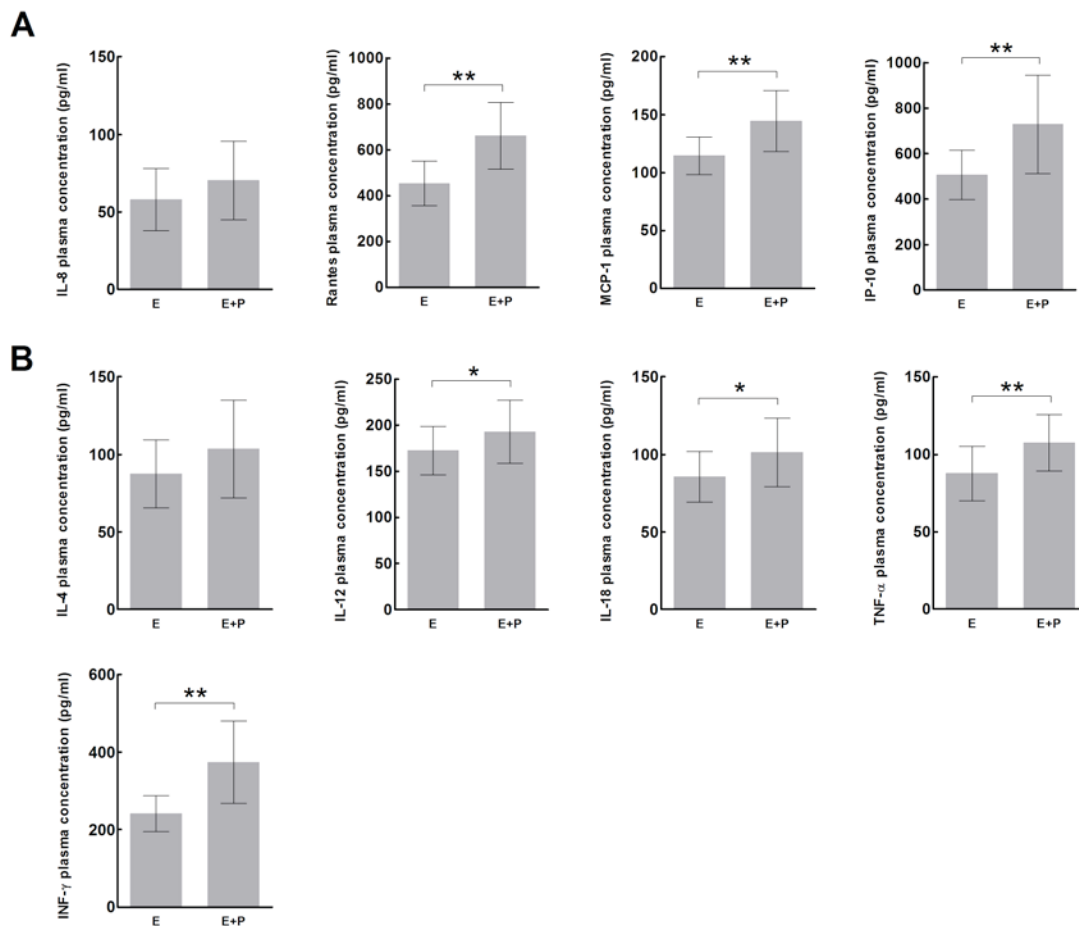 A
IL-8 plasma concentration (pg/ml)
150
100
50
0
E
E+P
Rantes plasma concentration (pg/ml)
1000
800
600
400
200
0
**
E
E+P
MCP-1 plasma concentration (pg/ml)
200
150
100
50
0
**
E
E+P
IP-10 plasma concentration (pg/ml)
1000
800
600
400
200
0
**
E
E+P
B
IL-4 plasma concentration (pg/ml)
150
100
50
0
E
E+P
IL-12 plasma concentration (pg/ml)
250
200
150
100
50
0
*
E
E+P
IL-18 plasma concentration (pg/ml)
150
100
50
0
*
E
E+P
TNF-α plasma concentration (pg/ml)
150
100
50
0
**
E
E+P
INF-γ plasma concentration (pg/ml)
600
400
200
0
**
E
E+P